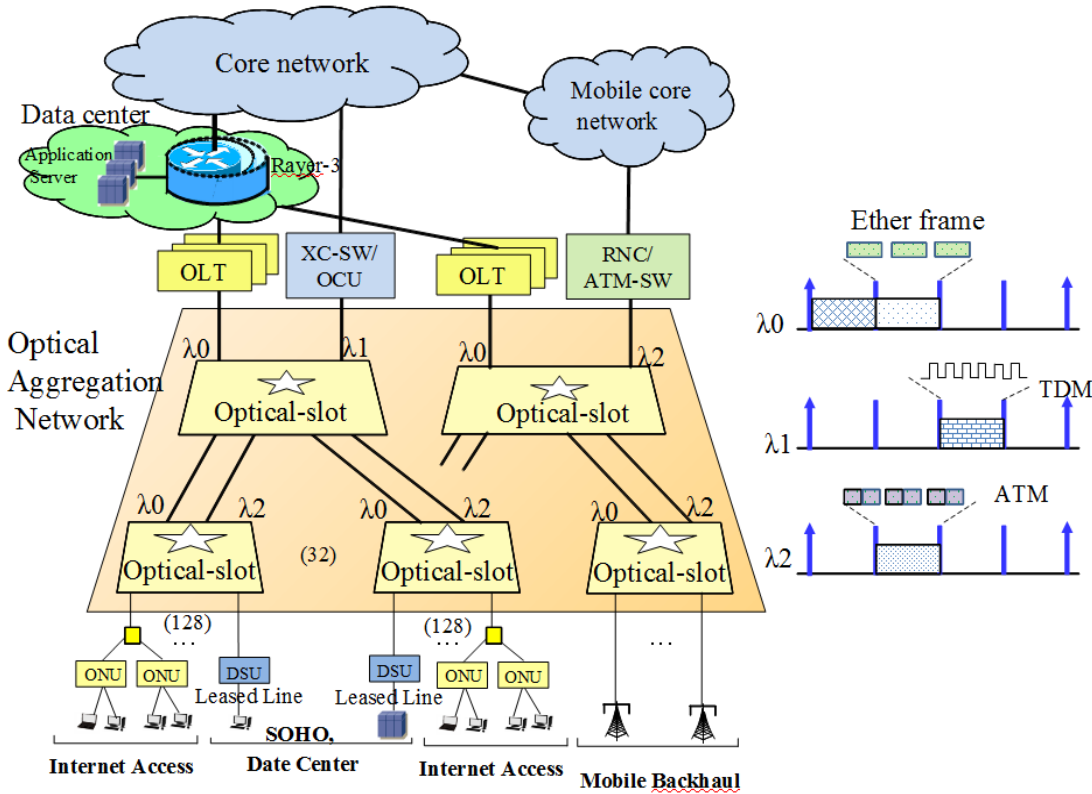 Core network
Mobile core
network
Data center
Application
Server
Rayer-3
OLT
XC-SW/
OCU
OLT
RNC/
ATM-SW
Optical
Aggregation
Network
λ0
λ1
λ0
λ2
Optical-slot
Optical-slot
λ0
λ2
λ0
λ2
λ0
λ2
Optical-slot
(32)
Optical-slot
Optical-slot
(128)
...
(128)
...
...
ONU
ONU
DSU
DSU
ONU
ONU
Leased Line
Leased Line
Internet Access
SOHO,
Date Center
Internet Access
Mobile Backhaul
Ether frame
λ0
TDM
λ1
ATM
λ2